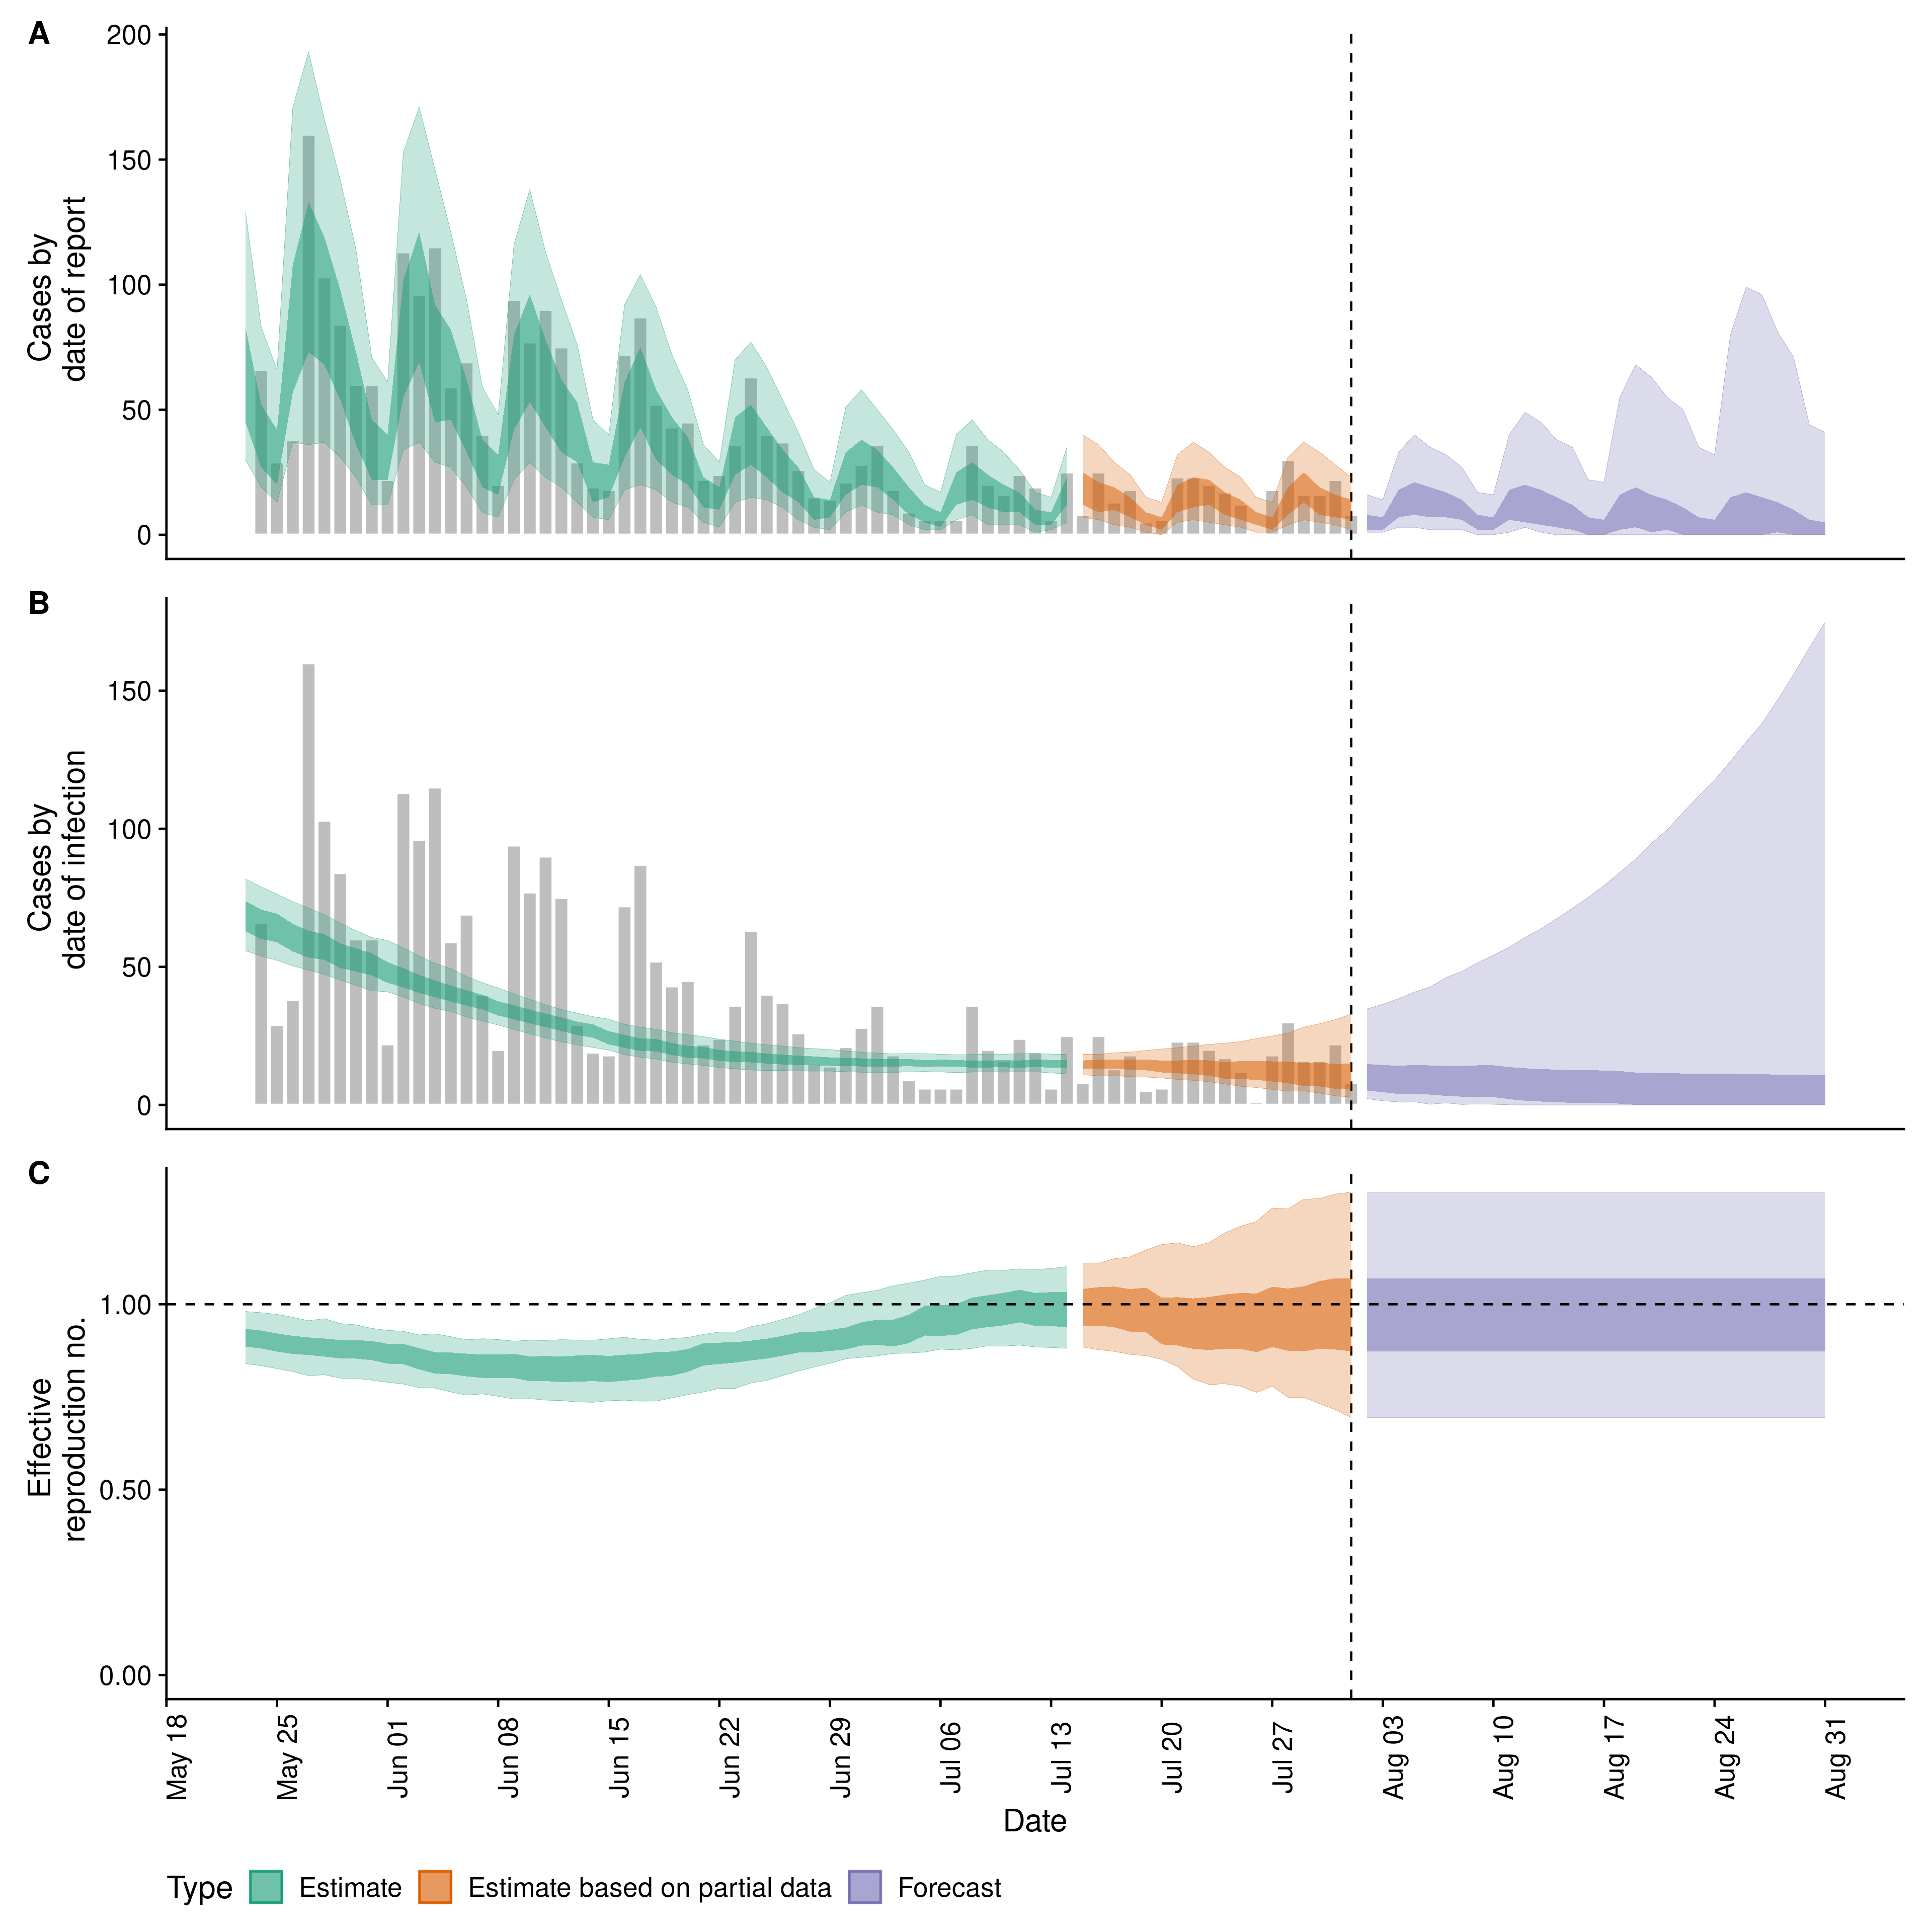 A
200
150
100
50
0
Cases by
date of report
B
150
100
50
0
Cases by
date of infection
C
1.00
0.50
0.00
Effective
reproduction no.
May 18
May 25
Jun 01
Jun 08
Jun 15
Jun 22
Jun 29
Jul 06
Jul 13
Jul 20
Jul 27
Aug 03
Aug 10
Aug 17
Aug 24
Aug 31
Date
Type Estimate Estimate based on partial data Forecast